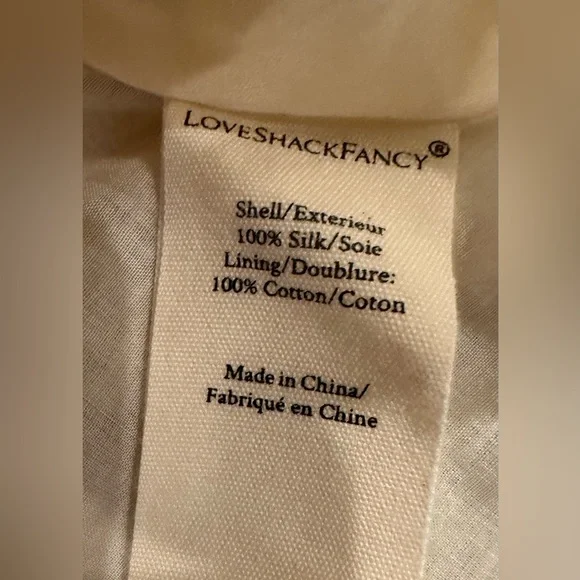 LOVESHACKFANCY®
Shell/Exterieur
100% Silk/Soie
Lining/Doublure:
100% Cotton/Coton
Made in China/
Fabriqué en Chine